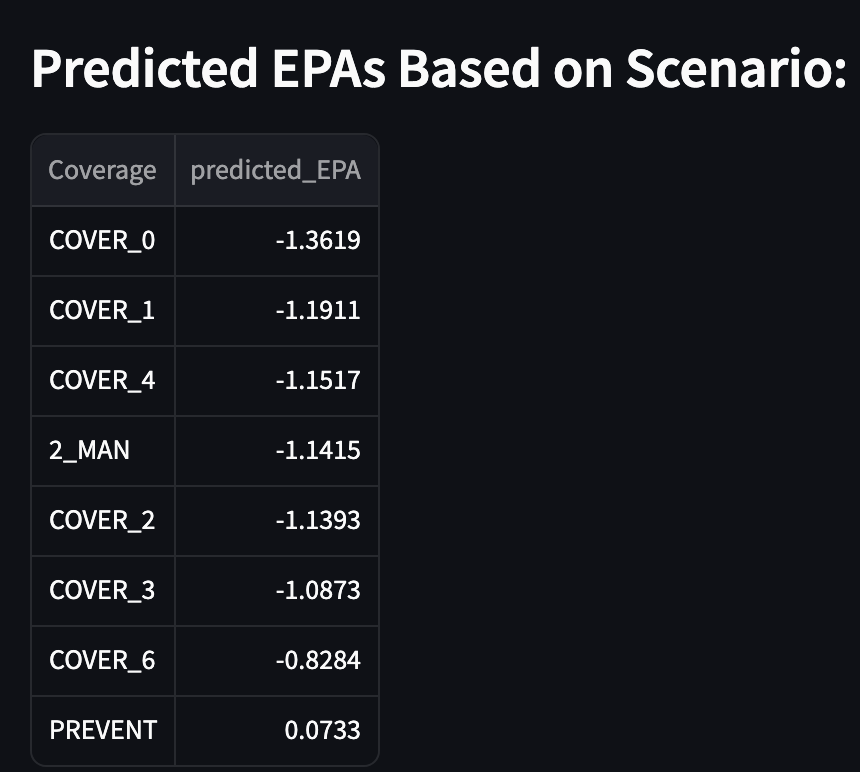 Predicted EPAs Based on Scenario:
Coverage predicted_EPA
COVER_0 -1.3619
COVER_1 -1.1911
COVER_4 -1.1517
2_MAN -1.1415
COVER_2 -1.1393
COVER_3 -1.0873
COVER_6 -0.8284
PREVENT 0.0733